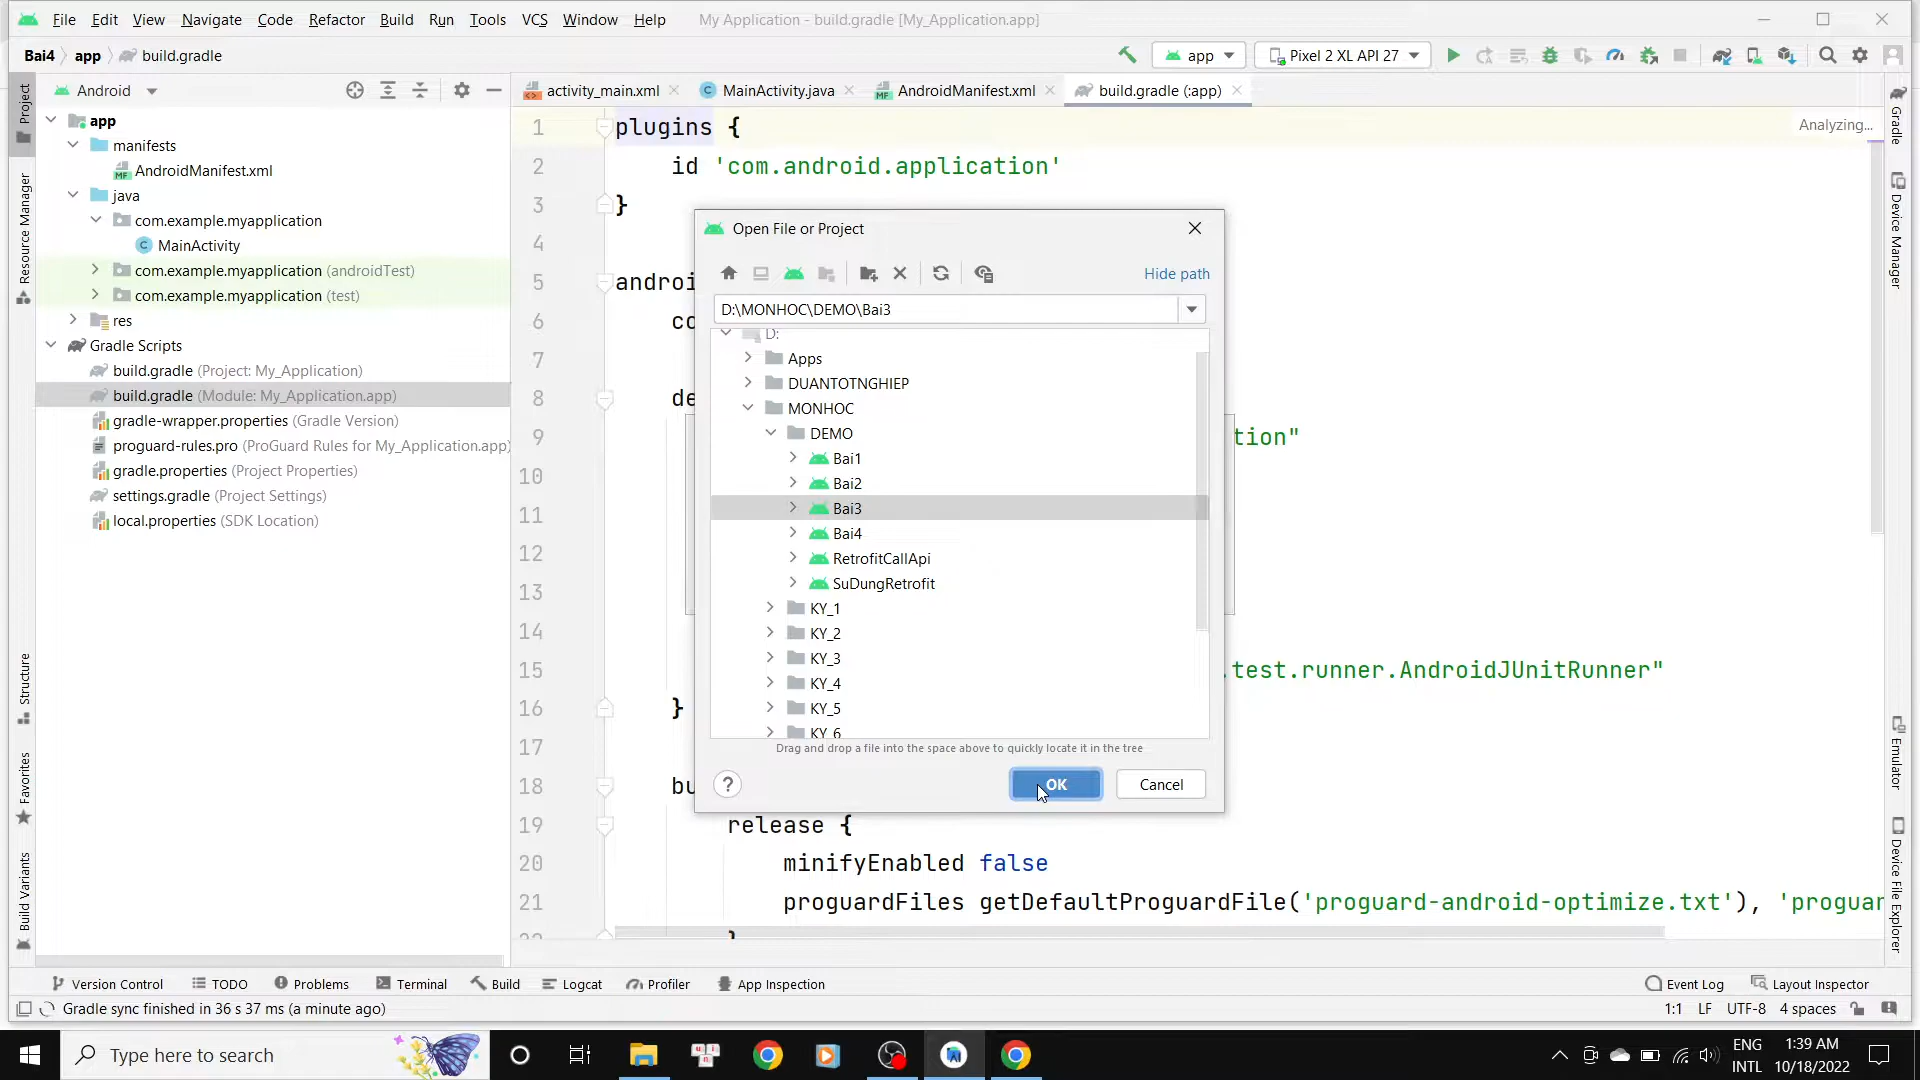 File Edit View Navigate Code Refactor Build Run Tools VCS Window Help My Application - build.gradle [My_Application.app]
Bai4 app build.gradle app Pixel 2 XL API 27
Project Android activity_main.xml MainActivity.java AndroidManifest.xml build.gradle (:app) Gradle
app 1 plugins { Analyzing...
manifests
AndroidManifest.xml 2 id 'com.android.application'
java 3 }
com.example.myapplication
MainActivity 4
com.example.myapplication (androidTest) 5
com.example.myapplication (test)
res 6
Gradle Scripts
build.gradle (Project: My_Application) 7
build.gradle (Module: My_Application.app) 8
gradle-wrapper.properties (Gradle Version)
proguard-rules.pro (ProGuard Rules for My_Application.app) 9 tion"
gradle.properties (Project Properties) 10
settings.gradle (Project Settings)
local.properties (SDK Location) 11
12
13
14
15 .test.runner.AndroidJUnitRunner"
16 }
17
18
19 release {
20 minifyEnabled false
21 proguardFiles getDefaultProguardFile('proguard-android-optimize.txt'), 'proguar
Open File or Project
Hide path
D:\MONHOC\DEMO\Bai3
D:
Apps
DUANTOTNGHIEP
MONHOC
DEMO
Bai1
Bai2
Bai3
Bai4
RetrofitCallApi
SuDungRetrofit
KY_1
KY_2
KY_3
KY_4
KY_5
KY_6
Drag and drop a file into the space above to quickly locate it in the tree
? OK Cancel
Resource Manager
Structure
Favorites
Build Variants
Device Manager
Emulator
Device File Explorer
Version Control TODO Problems Terminal Build Logcat Profiler App Inspection Event Log Layout Inspector
Gradle sync finished in 36 s 37 ms (a minute ago) 1:1 LF UTF-8 4 spaces
Type here to search ENG 1:39 AM
INTL 10/18/2022